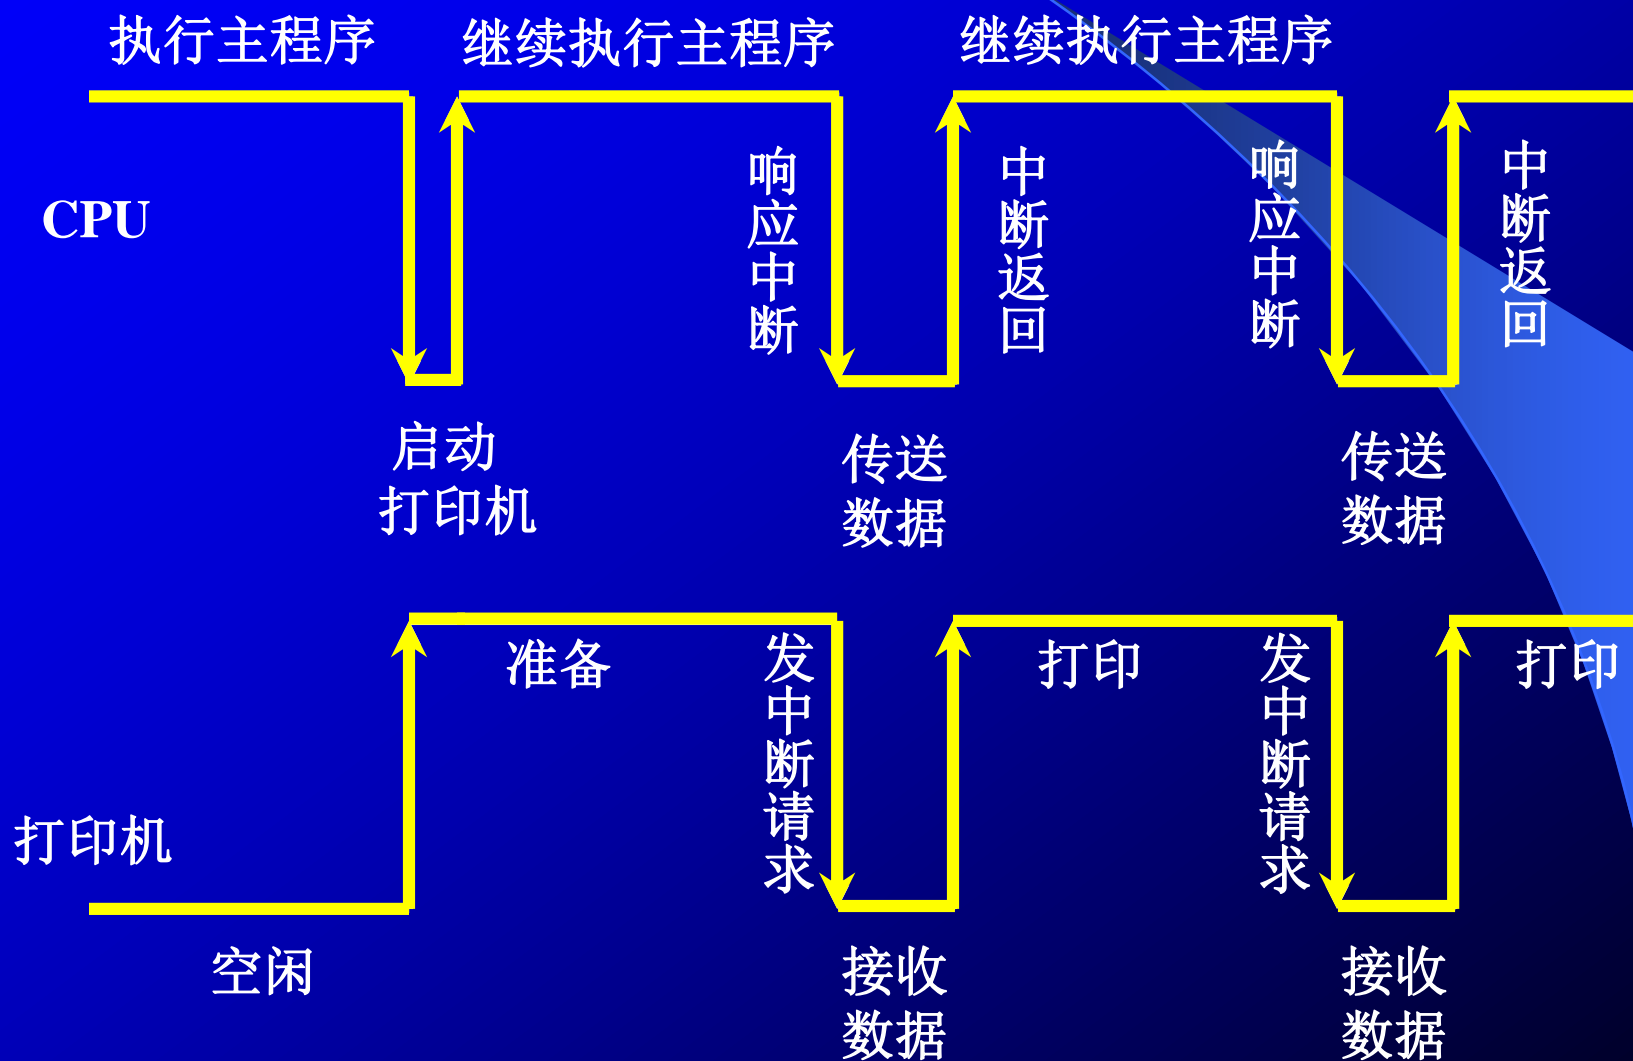 执行主程序
继续执行主程序
继续执行主程序
CPU
响应中断
中断返回
响应中断
中断返回
启动
打印机
传送
数据
传送
数据
准备
发中断请求
打印
发中断请求
打印
打印机
空闲
接收
数据
接收
数据